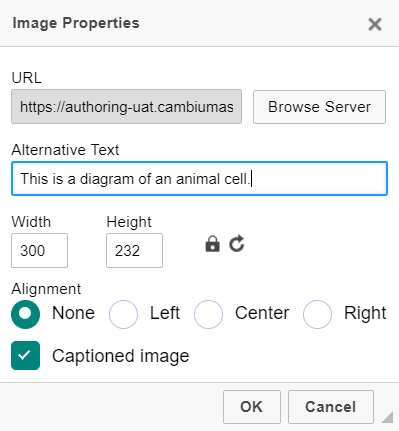 Image Properties
URL
https://authoring-uat.cambiumas
Browse Server
Alternative Text
This is a diagram of an animal cell.
Width Height
300 232
Alignment
None Left Center Right
Captioned image
OK Cancel